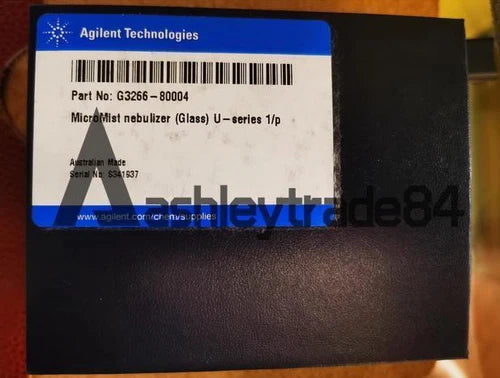 Agilent Technologies
Part No: G3266-80004
MicroMist nebulizer (Glass) U-series 1/p
Australian Made
Serial No: S341937
ashleytrade84
www.agilent.com/chem/supplies